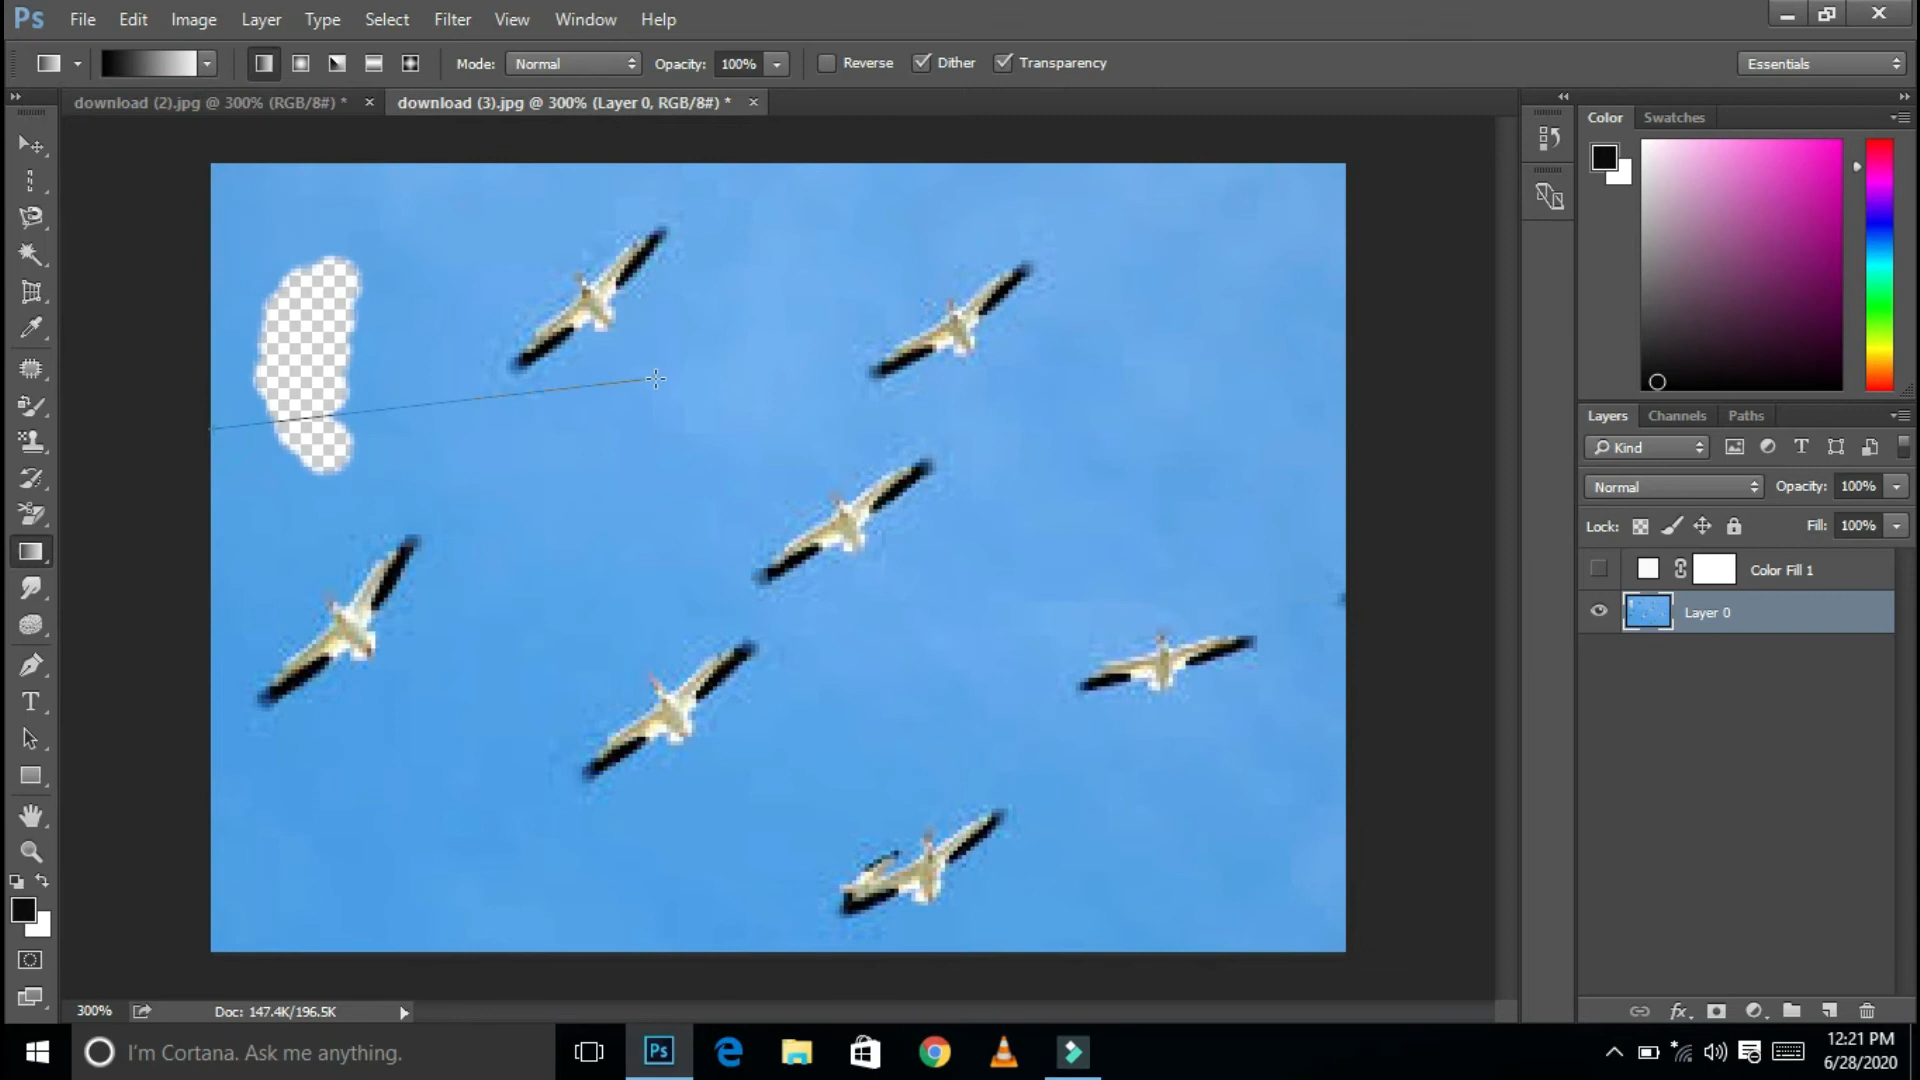 Ps File Edit Image Layer Type Select Filter View Window Help
Mode: Normal Opacity: 100% Reverse Dither Transparency Essentials
download (2).jpg @ 300% (RGB/8#) * × download (3).jpg @ 300% (Layer 0, RGB/8#) * ×
Color Swatches
Layers Channels Paths
Kind
Normal Opacity: 100%
Lock: Fill: 100%
Color Fill 1
Layer 0
300% Doc: 147.4K/196.5K
I'm Cortana. Ask me anything.
Ps
12:21 PM
6/28/2020